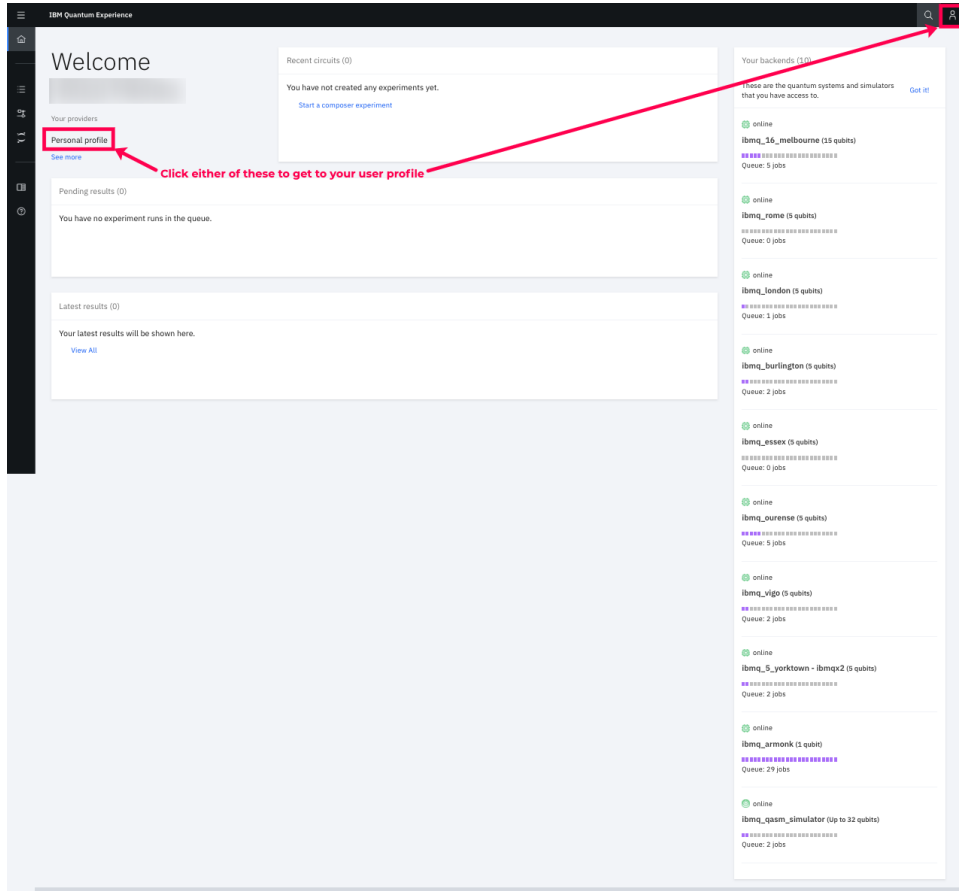 IBM Quantum Experience
Welcome
Your providers
Personal profile
See more
Click either of these to get to your user profile
Recent circuits (0)
You have not created any experiments yet.
Start a composer experiment
Pending results (0)
You have no experiment runs in the queue.
Latest results (0)
Your latest results will be shown here.
View All
Your backends (10)
These are the quantum systems and simulators
that you have access to.
Got it!
online
ibmq_16_melbourne (15 qubits)
Queue: 5 jobs
online
ibmq_rome (5 qubits)
Queue: 0 jobs
online
ibmq_london (5 qubits)
Queue: 1 jobs
online
ibmq_burlington (5 qubits)
Queue: 2 jobs
online
ibmq_essex (5 qubits)
Queue: 0 jobs
online
ibmq_ourense (5 qubits)
Queue: 5 jobs
online
ibmq_vigo (5 qubits)
Queue: 2 jobs
online
ibmq_5_yorktown - ibmqx2 (5 qubits)
Queue: 2 jobs
online
ibmq_armonk (1 qubit)
Queue: 29 jobs
online
ibmq_qasm_simulator (Up to 32 qubits)
Queue: 2 jobs